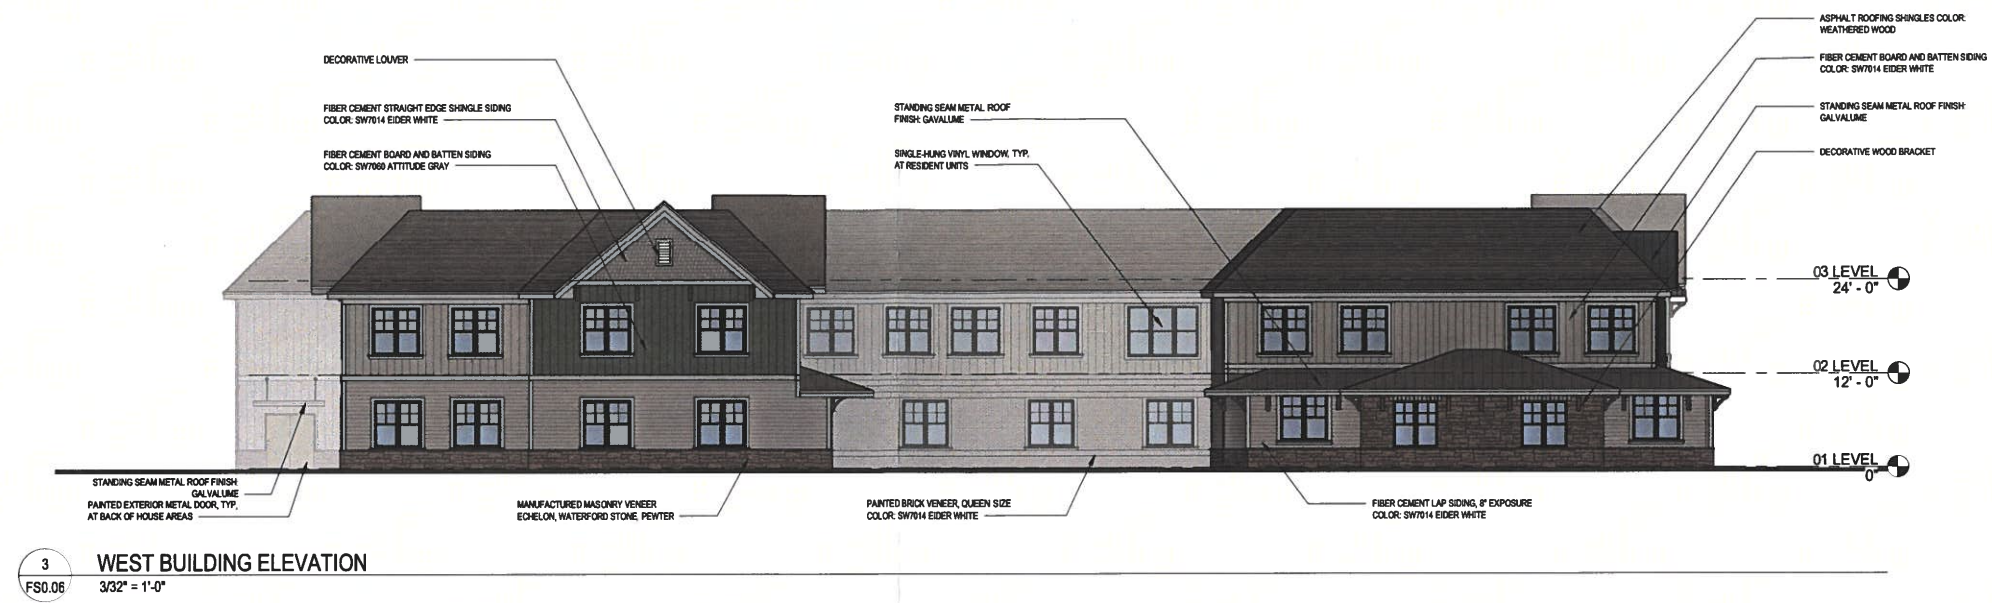 ASPHALT ROOFING SHINGLES COLOR:
WEATHERED WOOD
FIBER CEMENT BOARD AND BATTEN SIDING
COLOR: SW7014 EIDER WHITE
STANDING SEAM METAL ROOF FINISH:
GALVALUME
DECORATIVE WOOD BRACKET
DECORATIVE LOUVER
FIBER CEMENT STRAIGHT EDGE SHINGLE SIDING
COLOR: SW7014 EIDER WHITE
FIBER CEMENT BOARD AND BATTEN SIDING
COLOR: SW7060 ATTITUDE GRAY
STANDING SEAM METAL ROOF
FINISH: GAVALUME
SINGLE-HUNG VINYL WINDOW, TYP.
AT RESIDENT UNITS
03 LEVEL
24' - 0"
02 LEVEL
12' - 0"
01 LEVEL
0"
STANDING SEAM METAL ROOF FINISH:
GALVALUME
PAINTED EXTERIOR METAL DOOR, TYP.
AT BACK OF HOUSE AREAS
MANUFACTURED MASONRY VENEER
ECHELON, WATERFORD STONE, PEWTER
PAINTED BRICK VENEER, QUEEN SIZE
COLOR: SW7014 EIDER WHITE
FIBER CEMENT LAP SIDING, 8" EXPOSURE
COLOR: SW7014 EIDER WHITE
3
FS0.06
WEST BUILDING ELEVATION
3/32" = 1'-0"